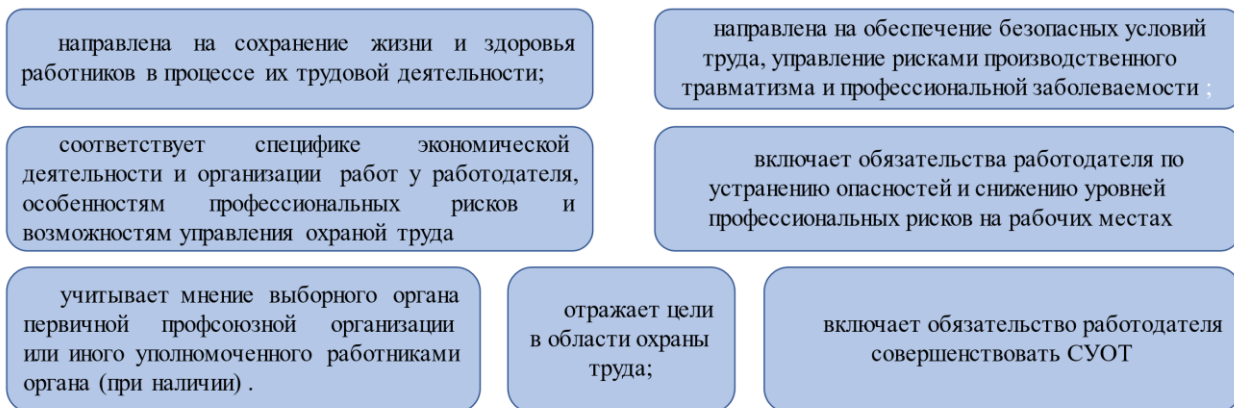 направлена на сохранение жизни и здоровья
работников в процессе их трудовой деятельности;
направлена на обеспечение безопасных условий
труда, управление рисками производственного
травматизма и профессиональной заболеваемости ;
соответствует специфике экономической
деятельности и организации работ у работодателя,
особенностям профессиональных рисков и
возможностям управления охраной труда
включает обязательства работодателя по
устранению опасностей и снижению уровней
профессиональных рисков на рабочих местах
учитывает мнение выборного органа
первичной профсоюзной организации
или иного уполномоченного работниками
органа (при наличии) .
отражает цели
в области охраны
труда;
включает обязательство работодателя
совершенствовать СУОТ